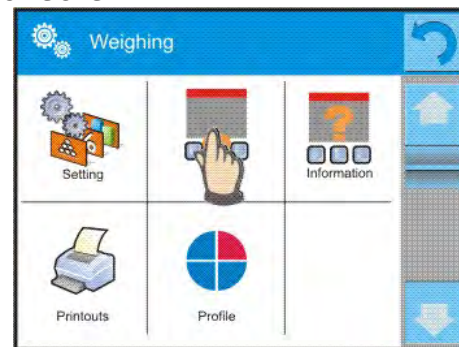 Weighing
Setting
Information
Printouts
Profile